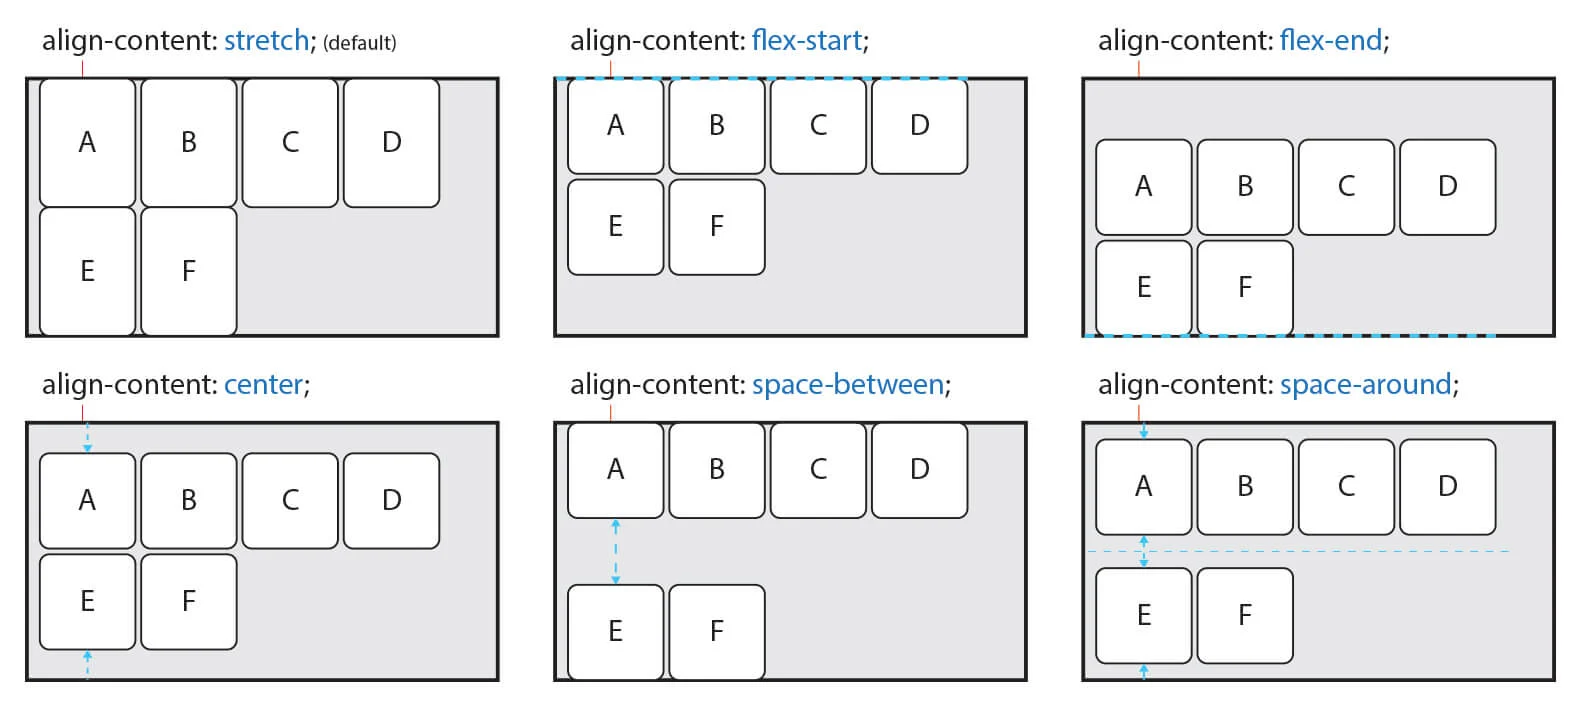 align-content: stretch; (default)
A B C D
E F
align-content: flex-start;
A B C D
E F
align-content: flex-end;
A B C D
E F
align-content: center;
A B C D
E F
align-content: space-between;
A B C D
E F
align-content: space-around;
A B C D
E F